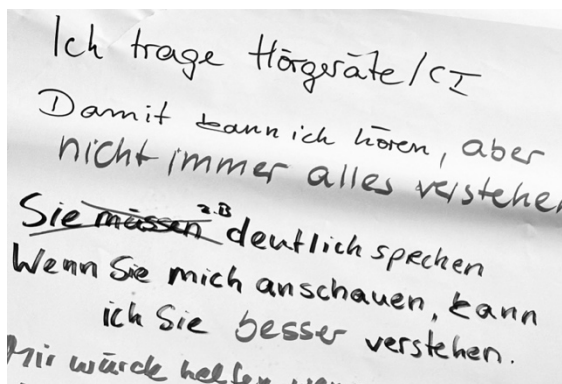 Ich trage Hörgeräte/CI
Damit kann ich hören, aber
nicht immer alles verstehen
Sie müssen z.B deutlich spechen
Wenn Sie mich anschauen, kann
ich Sie besser verstehen.
Mir würde helfen